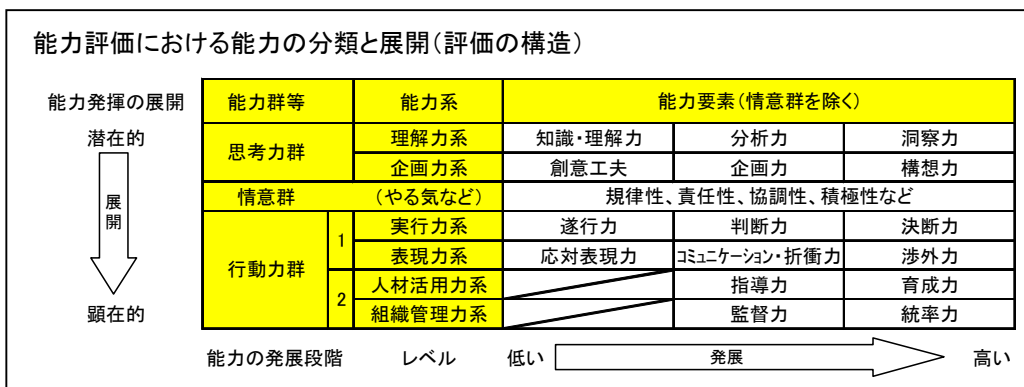 能力評価における能力の分類と展開(評価の構造)
能力発揮の展開 能力群等 能力系 能力要素(情意群を除く)
潜在的 思考力群 理解力系 知識・理解力 分析力 洞察力
企画力系 創意工夫 企画力 構想力
展開 情意群 (やる気など) 規律性、責任性、協調性、積極性など
行動力群 1 実行力系 遂行力 判断力 決断力
表現力系 応対表現力 コミュニケーション・折衝力 渉外力
2 人材活用力系 指導力 育成力
顕在的 組織管理力系 監督力 統率力
能力の発展段階 レベル 低い 発展 高い